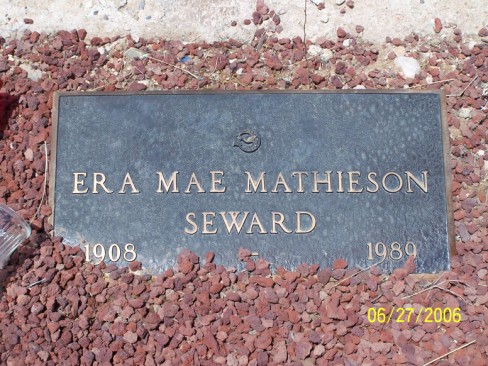 ERA MAE MATHIESON
SEWARD
1908 - 1989
06/27/2006